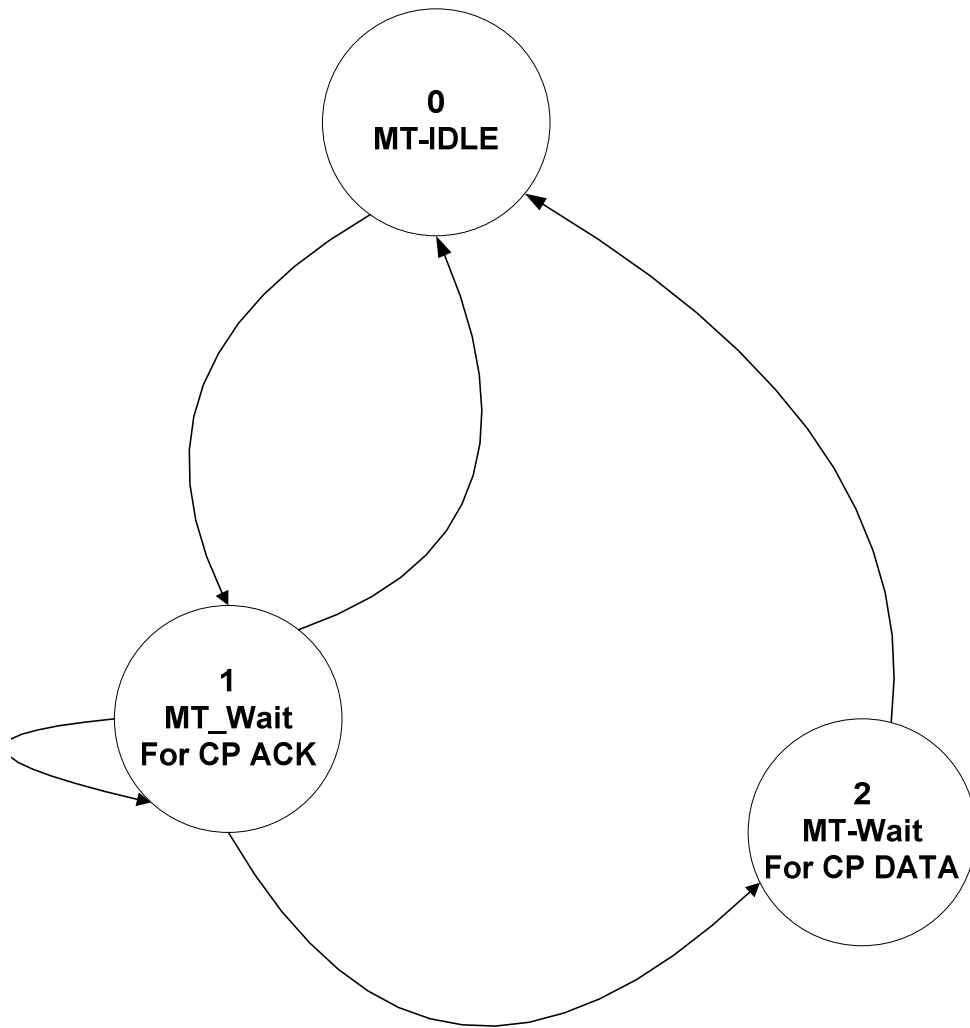 0
MT-IDLE
1
MT_Wait
For CP ACK
2
MT-Wait
For CP DATA